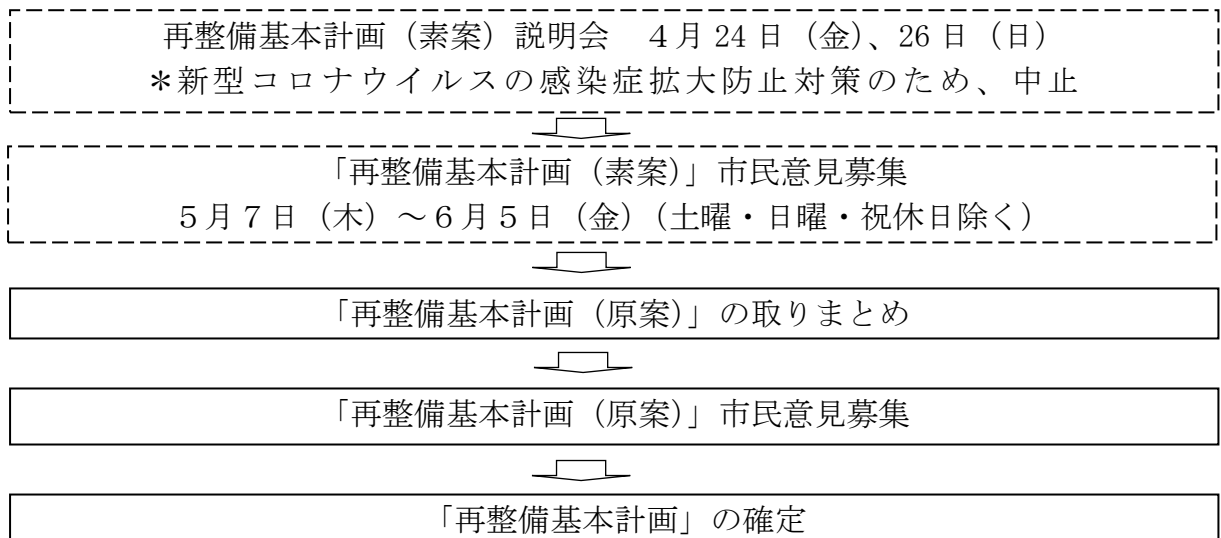 再整備基本計画（素案）説明会　４月 24 日（金）、26 日（日）
＊新型コロナウイルスの感染症拡大防止対策のため、中止
「再整備基本計画（素案）」市民意見募集
５月７日（木）～６月５日（金）（土曜・日曜・祝休日除く）
「再整備基本計画（原案）」の取りまとめ
「再整備基本計画（原案）」市民意見募集
「再整備基本計画」の確定